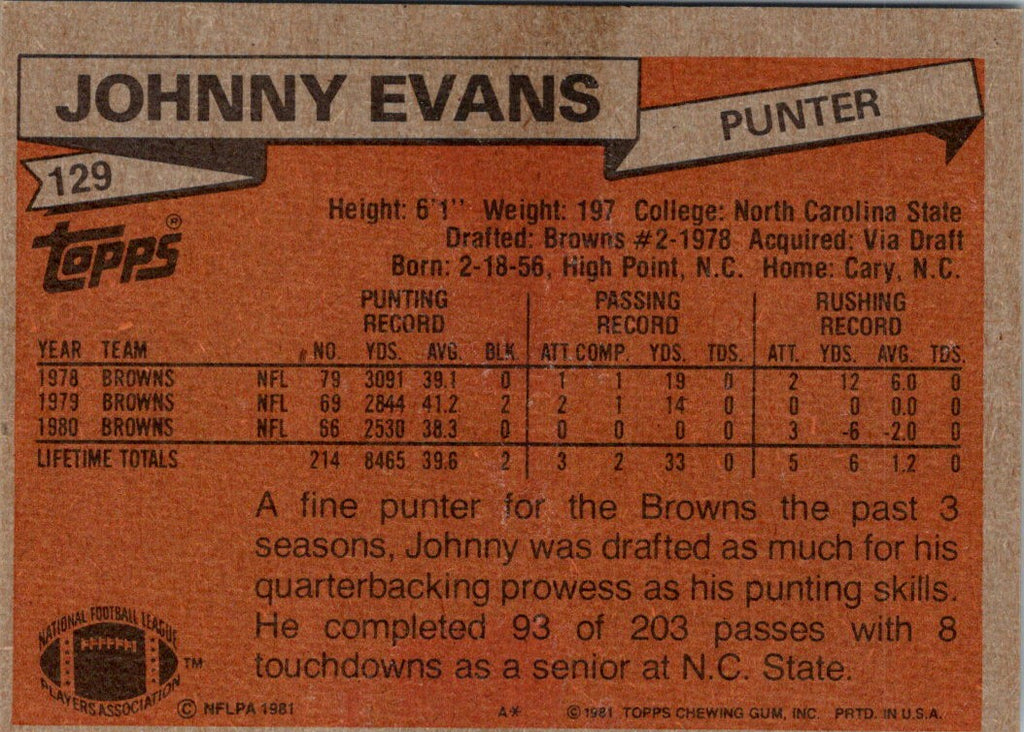 JOHNNY EVANS
PUNTER
129
TOPPS®
Height: 6'1" Weight: 197 College: North Carolina State
Drafted: Browns #2-1978 Acquired: Via Draft
Born: 2-18-56, High Point, N.C. Home: Cary, N.C.
PUNTING RECORD PASSING RECORD RUSHING RECORD
YEAR TEAM NO. YDS. AVG. BLK ATT. COMP. YDS. TDS. ATT. YDS. AVG. TDS.
1978 BROWNS NFL 79 3091 39.1 0 1 1 19 0 2 12 6.0 0
1979 BROWNS NFL 69 2844 41.2 2 2 1 14 0 0 0 0.0 0
1980 BROWNS NFL 66 2530 38.3 0 0 0 0 0 3 -6 -2.0 0
LIFETIME TOTALS 214 8465 39.6 2 3 2 33 0 5 6 1.2 0
A fine punter for the Browns the past 3
seasons, Johnny was drafted as much for his
quarterbacking prowess as his punting skills.
He completed 93 of 203 passes with 8
touchdowns as a senior at N.C. State.
NATIONAL FOOTBALL LEAGUE
PLAYERS ASSOCIATION
TM
© NFLPA 1981 A* © 1981 TOPPS CHEWING GUM, INC. PRTD. IN U.S.A.